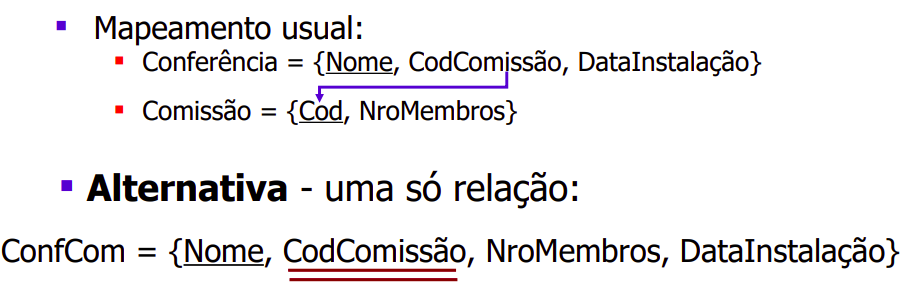 Mapeamento usual:
Conferência = {Nome, CodComissão, DataInstalação}
Comissão = {Cod, NroMembros}
Alternativa - uma só relação:
ConfCom = {Nome, CodComissão, NroMembros, DataInstalação}